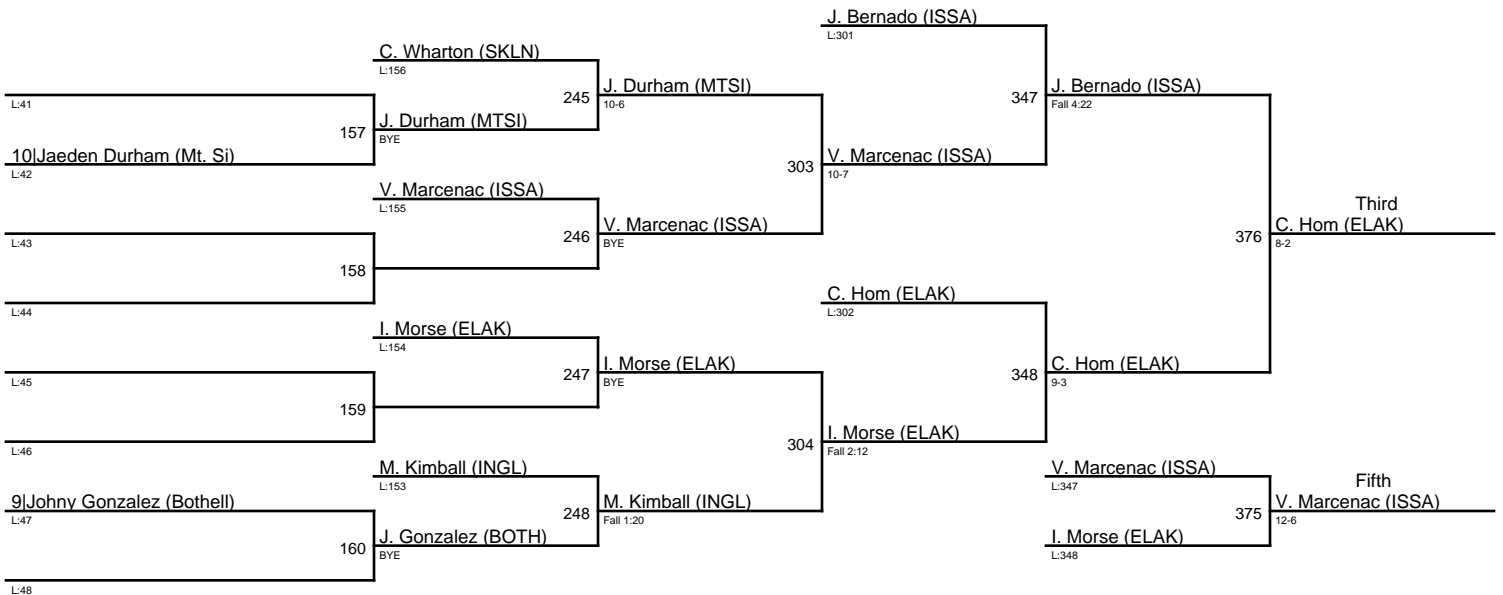 J. Bernado (ISSA)
L:301
C. Wharton (SKLN)
L:156
245
J. Durham (MTSI)
10-6
347
J. Bernado (ISSA)
Fall 4:22
L:41
157
J. Durham (MTSI)
BYE
10|Jaeden Durham (Mt. Si)
L:42
303
V. Marcenac (ISSA)
10-7
V. Marcenac (ISSA)
L:155
246
V. Marcenac (ISSA)
BYE
L:43
158
L:44
376
Third
C. Hom (ELAK)
8-2
C. Hom (ELAK)
L:302
I. Morse (ELAK)
L:154
247
I. Morse (ELAK)
BYE
348
C. Hom (ELAK)
9-3
L:45
159
L:46
304
I. Morse (ELAK)
Fall 2:12
M. Kimball (INGL)
L:153
248
M. Kimball (INGL)
Fall 1:20
9|Johny Gonzalez (Bothell)
L:47
160
J. Gonzalez (BOTH)
BYE
L:48
V. Marcenac (ISSA)
L:347
375
Fifth
V. Marcenac (ISSA)
12-6
I. Morse (ELAK)
L:348